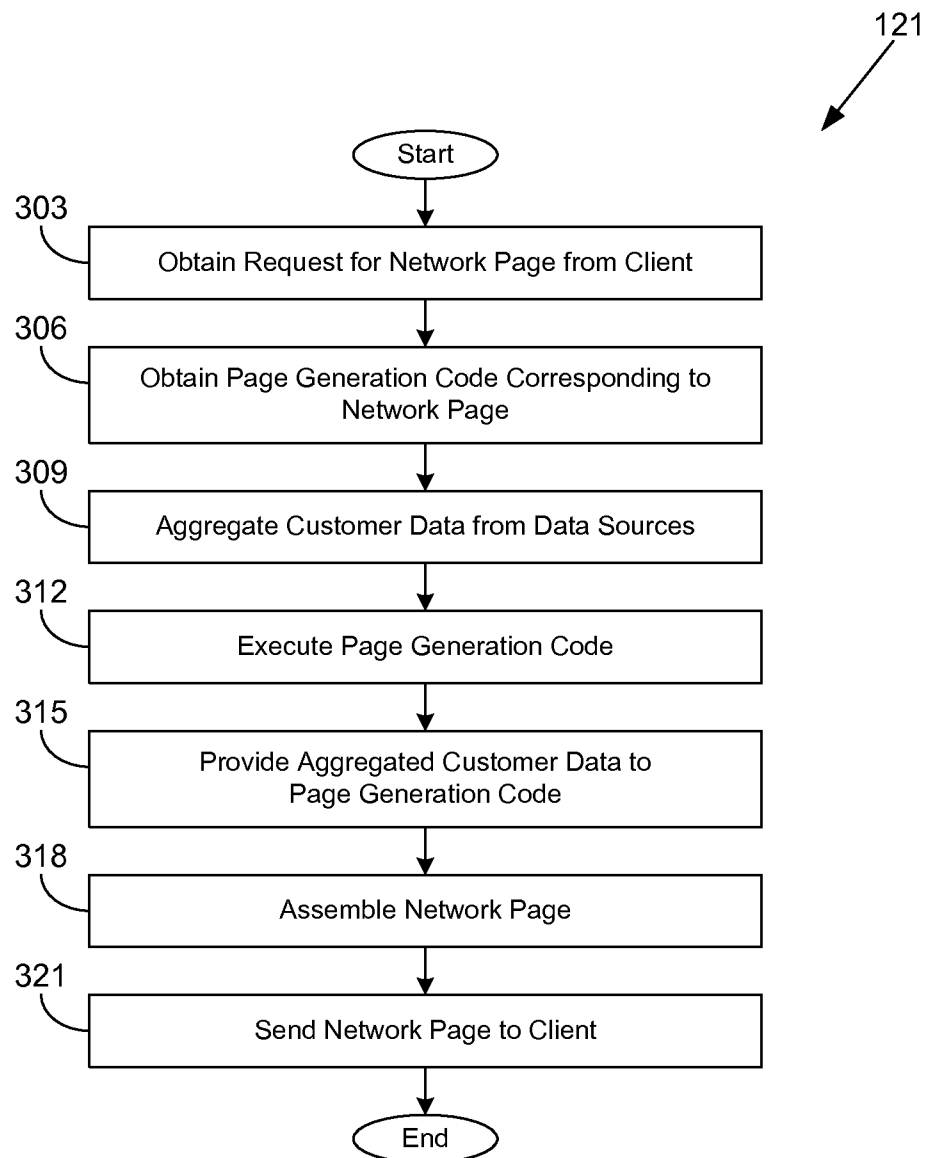 121
Start
303
Obtain Request for Network Page from Client
306
Obtain Page Generation Code Corresponding to
Network Page
309
Aggregate Customer Data from Data Sources
312
Execute Page Generation Code
315
Provide Aggregated Customer Data to
Page Generation Code
318
Assemble Network Page
321
Send Network Page to Client
End